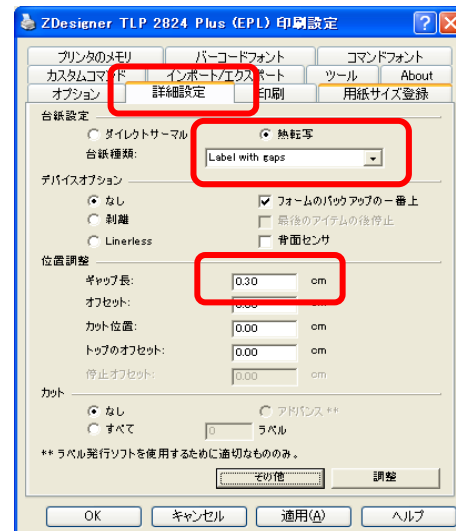 ZDesigner TLP 2824 Plus (EPL) 印刷設定
プリンタのメモリ バーコードフォント コマンドフォント
カスタムコマンド インポート/エクスポート ツール About
オプション 詳細設定 印刷 用紙サイズ登録
台紙設定
ダイレクトサーマル 熱転写
台紙種類: Label with gaps
デバイスオプション
なし フォームのバックアップの一番上
剥離 最後のアイテムの後停止
Linerless 背面センサ
位置調整
ギャップ長: 0.30 cm
オフセット: 0.00 cm
カット位置: 0.00 cm
トップのオフセット: 0.00 cm
停止オフセット: 0.00 cm
カット
なし アドバンス **
すべて 0 ラベル
** ラベル発行ソフトを使用するために適切なもののみ。
その他 調整
OK キャンセル 適用(A) ヘルプ